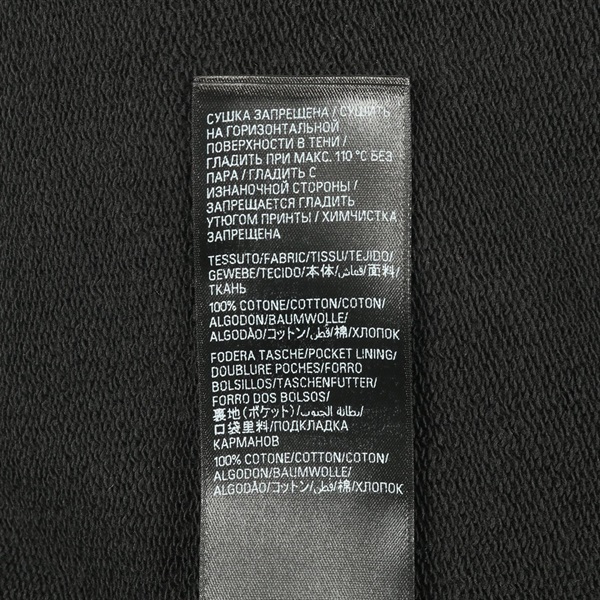 СУШКА ЗАПРЕЩЕНА / СУШИТЬ
НА ГОРИЗОНТАЛЬНОЙ
ПОВЕРХНОСТИ В ТЕНИ /
ГЛАДИТЬ ПРИ МАКС. 110 °C БЕЗ
ПАРА / ГЛАДИТЬ С
ИЗНАНОЧНОЙ СТОРОНЫ /
ЗАПРЕЩАЕТСЯ ГЛАДИТЬ
УТЮГОМ ПРИНТЫ / ХИМЧИСТКА
ЗАПРЕЩЕНА
TESSUTO/FABRIC/TISSU/TEJIDO/
GEWEBE/TECIDO/本体/قماش/面料/
ТКАНЬ
100% COTONE/COTTON/COTON/
ALGODON/BAUMWOLLE/
ALGODÃO/コットン/قطن/棉/ХЛОПОК
FODERA TASCHE/POCKET LINING/
DOUBLURE POCHES/FORRO
BOLSILLOS/TASCHENFUTTER/
FORRO DOS BOLSOS/
裏地(ポケット)/بطانة الجيوب/
口袋里料/ПОДКЛАДКА
КАРМАНОВ
100% COTONE/COTTON/COTON/
ALGODON/BAUMWOLLE/
ALGODÃO/コットン/قطن/棉/ХЛОПОК